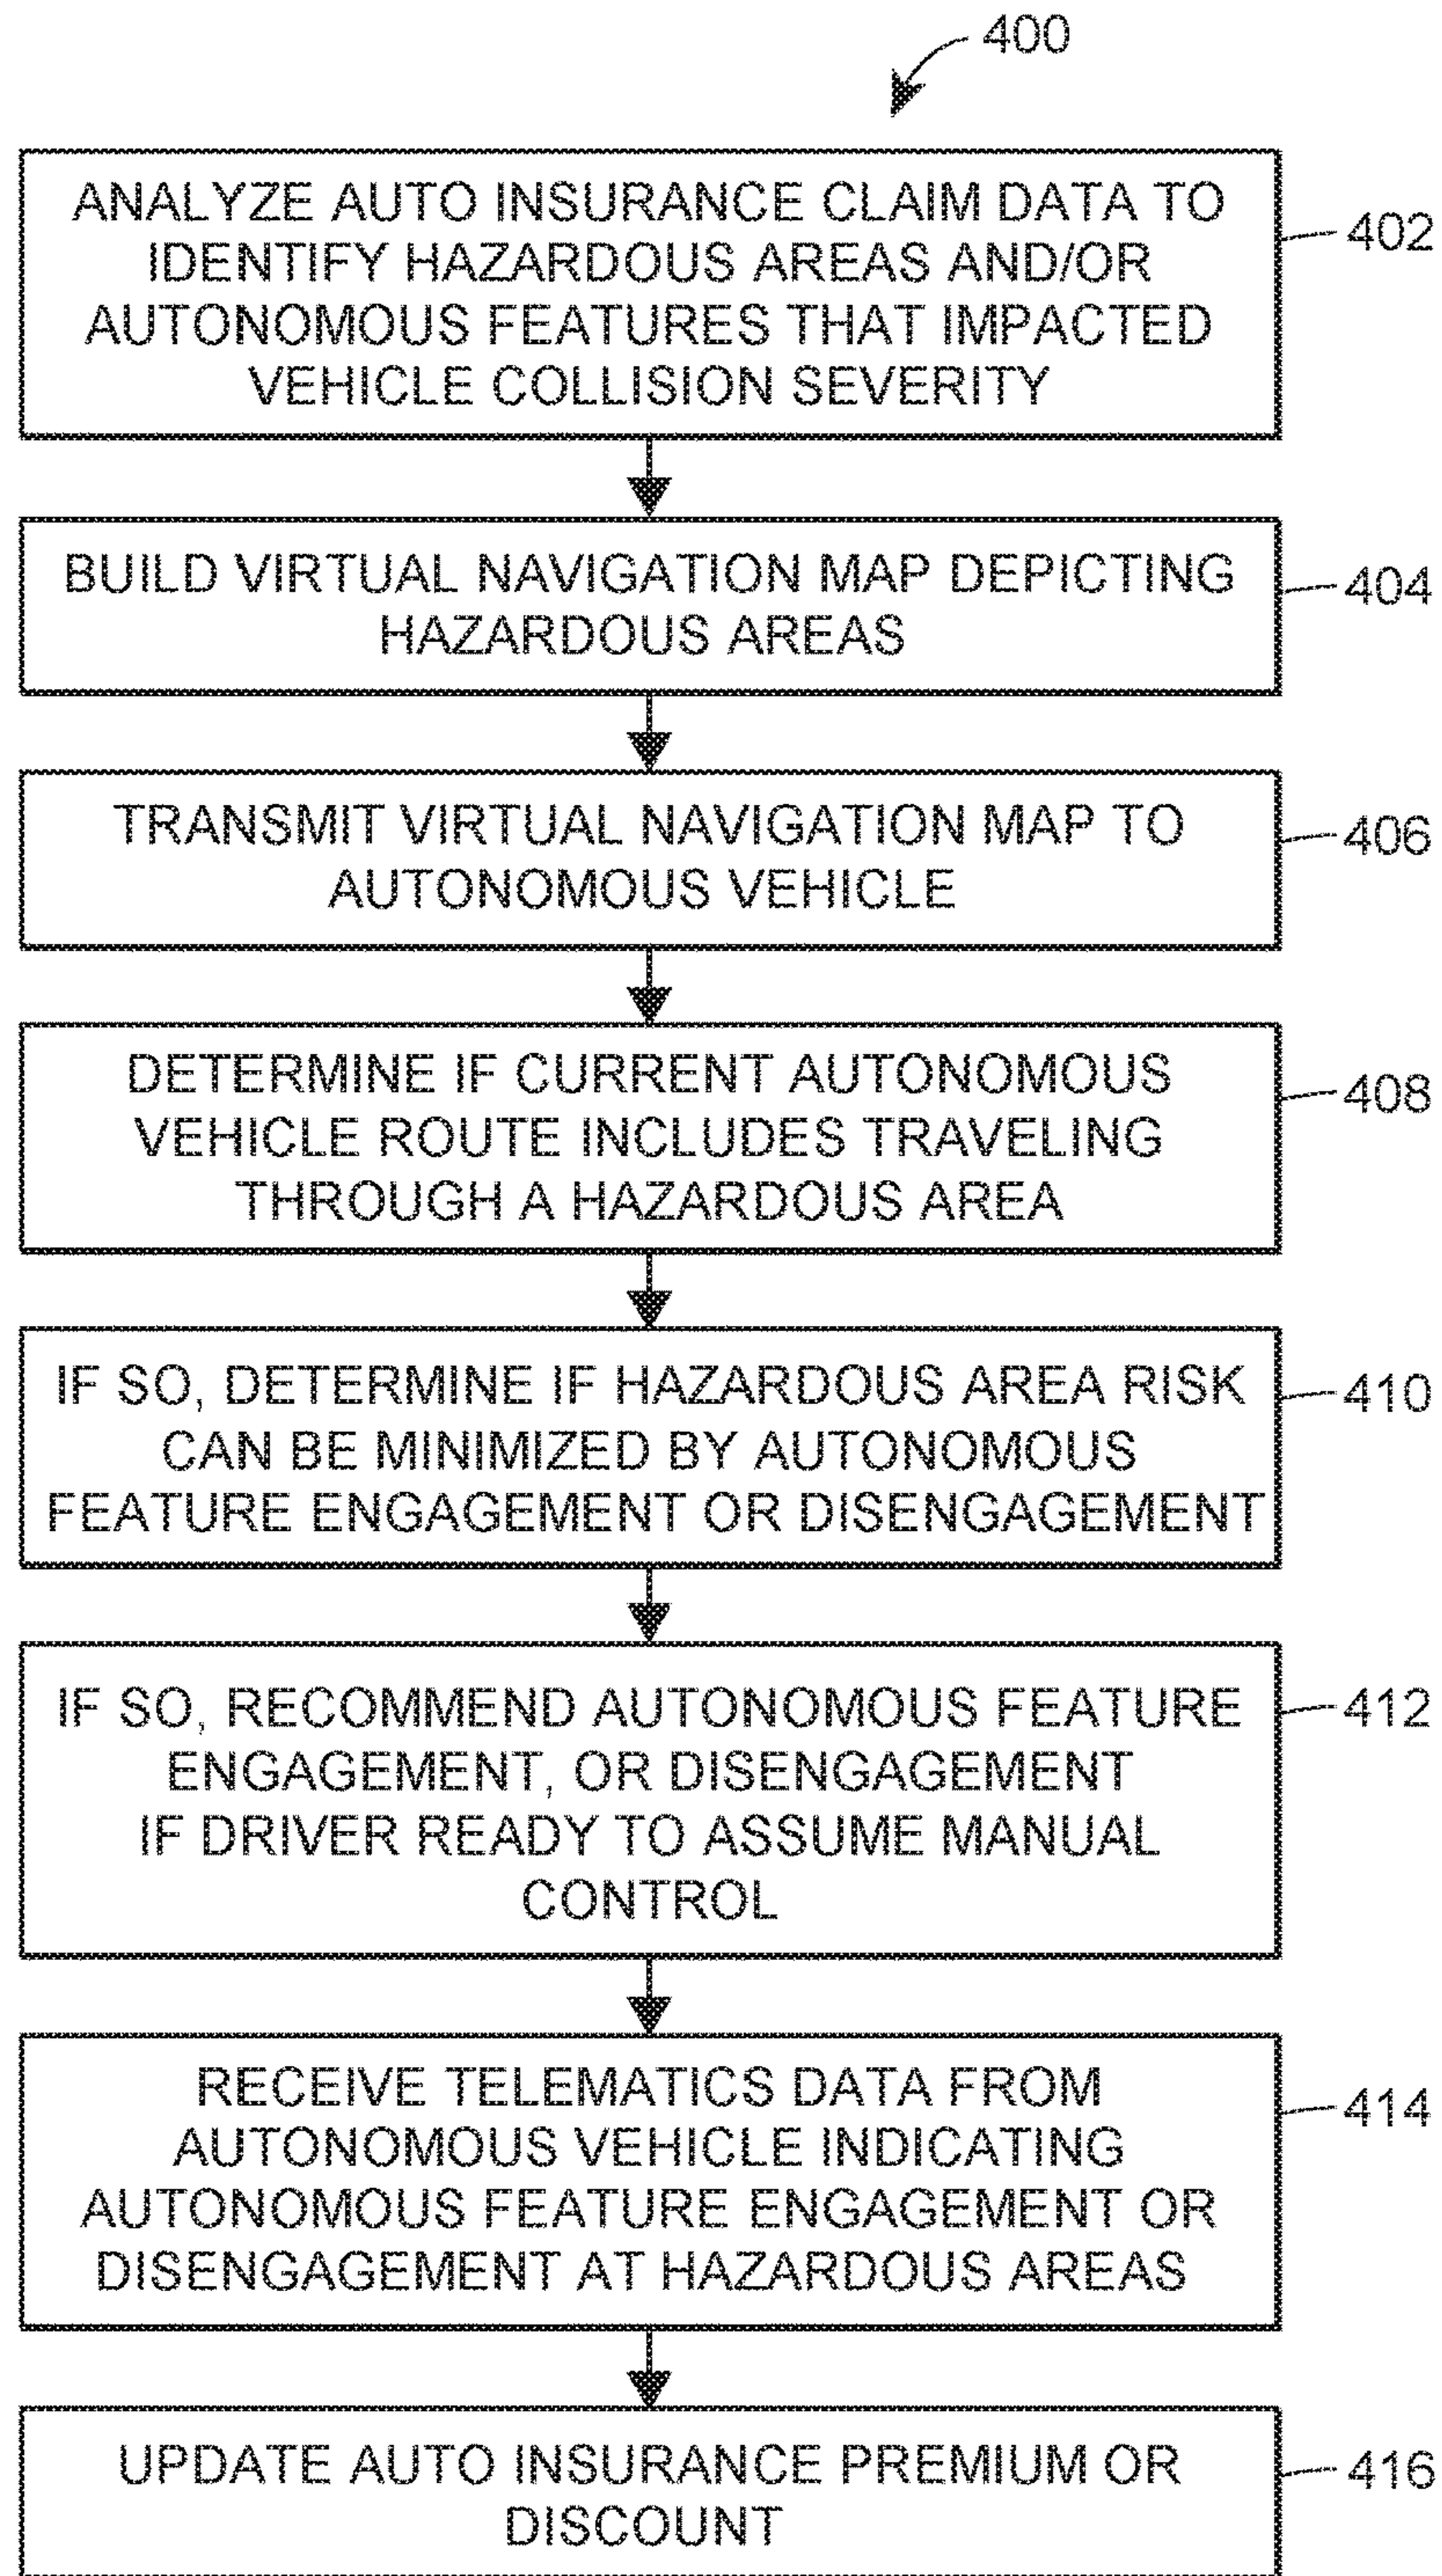 400
ANALYZE AUTO INSURANCE CLAIM DATA TO
IDENTIFY HAZARDOUS AREAS AND/OR
AUTONOMOUS FEATURES THAT IMPACTED
VEHICLE COLLISION SEVERITY
402
BUILD VIRTUAL NAVIGATION MAP DEPICTING
HAZARDOUS AREAS
404
TRANSMIT VIRTUAL NAVIGATION MAP TO
AUTONOMOUS VEHICLE
406
DETERMINE IF CURRENT AUTONOMOUS
VEHICLE ROUTE INCLUDES TRAVELING
THROUGH A HAZARDOUS AREA
408
IF SO, DETERMINE IF HAZARDOUS AREA RISK
CAN BE MINIMIZED BY AUTONOMOUS
FEATURE ENGAGEMENT OR DISENGAGEMENT
410
IF SO, RECOMMEND AUTONOMOUS FEATURE
ENGAGEMENT, OR DISENGAGEMENT
IF DRIVER READY TO ASSUME MANUAL
CONTROL
412
RECEIVE TELEMATICS DATA FROM
AUTONOMOUS VEHICLE INDICATING
AUTONOMOUS FEATURE ENGAGEMENT OR
DISENGAGEMENT AT HAZARDOUS AREAS
414
UPDATE AUTO INSURANCE PREMIUM OR
DISCOUNT
416